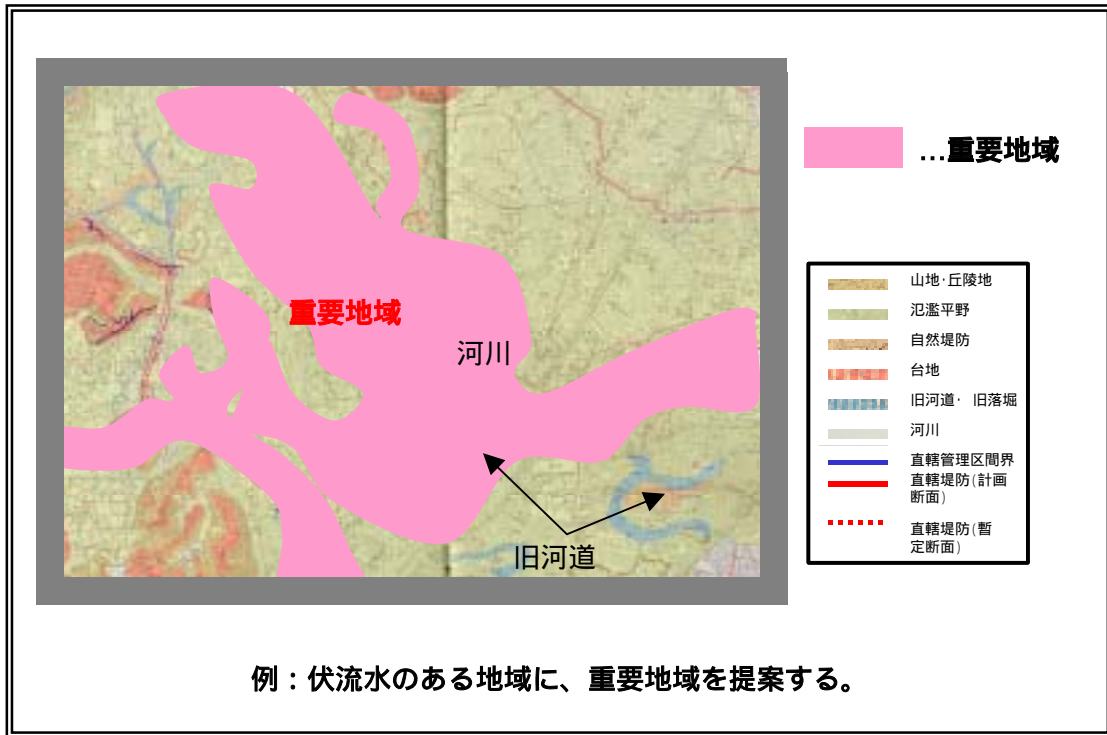 …重要地域
重要地域
河川
旧河道
山地・丘陵地
氾濫平野
自然堤防
台地
旧河道・ 旧落堀
河川
直轄管理区間界
直轄堤防(計画
断面)
直轄堤防(暫
定断面)
例：伏流水のある地域に、重要地域を提案する。